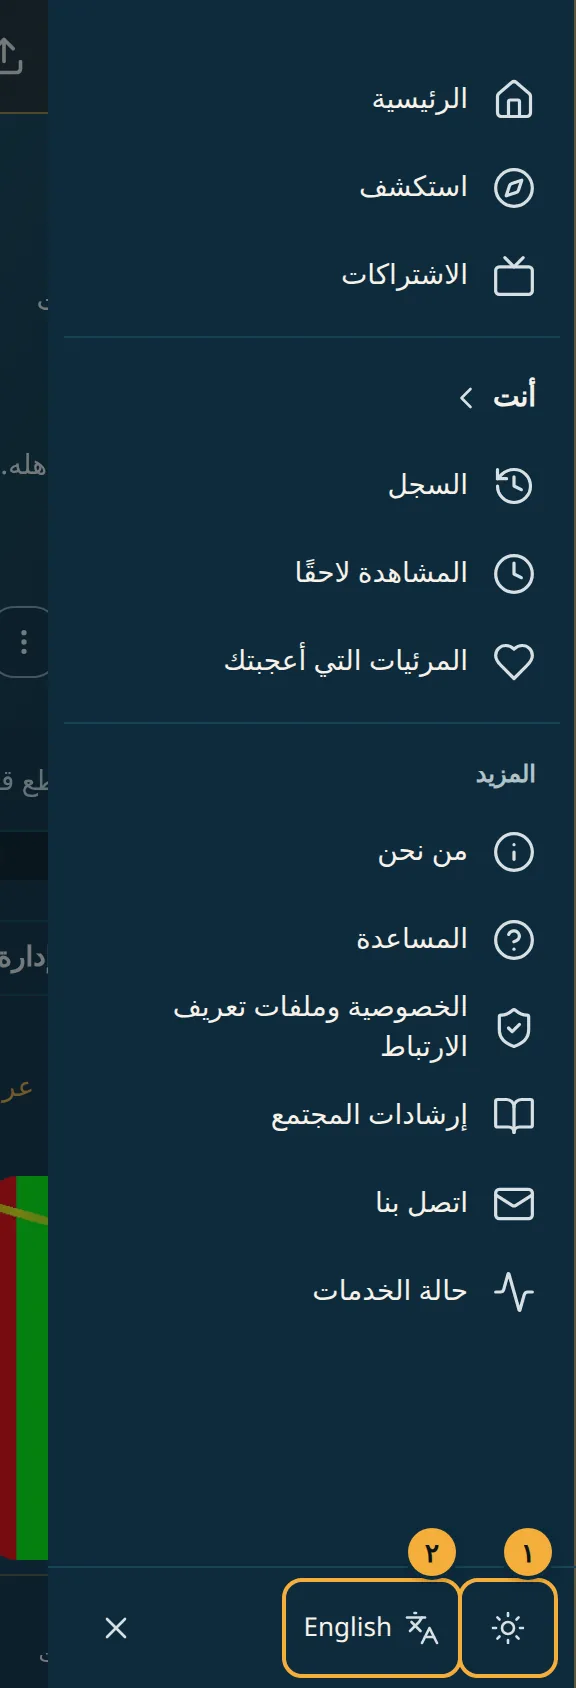 الرئيسية
استكشف
الاشتراكات
أنت
السجل
المشاهدة لاحقًا
المرئيات التي أعجبتك
المزيد
من نحن
المساعدة
الخصوصية وملفات تعريف
الارتباط
إرشادات المجتمع
اتصل بنا
حالة الخدمات
١
٢
English